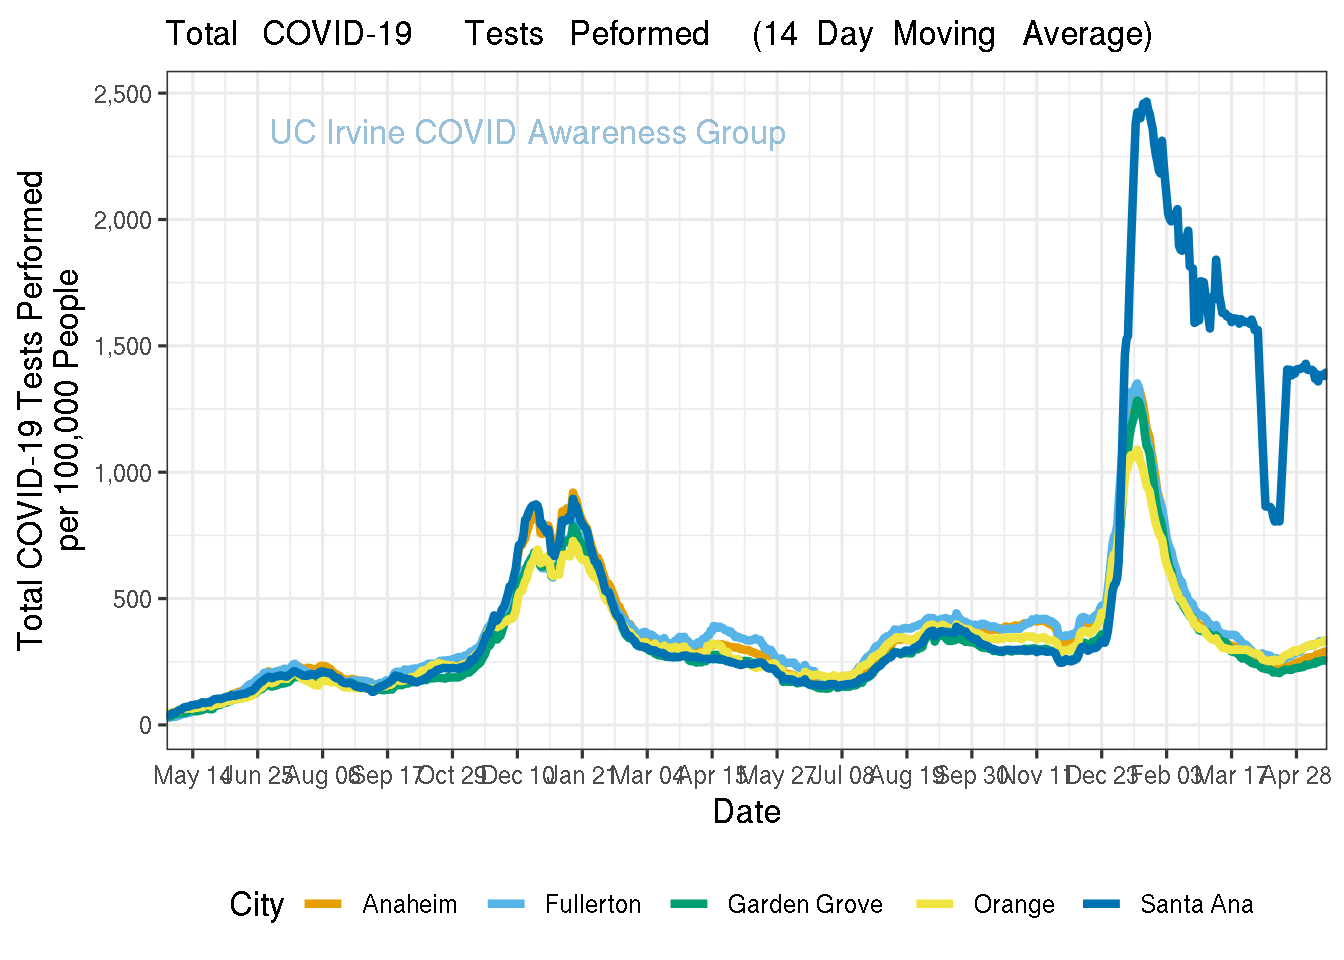 Total COVID-19 Tests Peformed (14 Day Moving Average)
UC Irvine COVID Awareness Group
Total COVID-19 Tests Performed
per 100,000 People
2,500
2,000
1,500
1,000
500
0
May 14 Jun 25 Aug 06 Sep 17 Oct 29 Dec 10 Jan 21 Mar 04 Apr 15 May 27 Jul 08 Aug 19 Sep 30 Nov 11 Dec 23 Feb 03 Mar 17 Apr 28
Date
City Anaheim Fullerton Garden Grove Orange Santa Ana